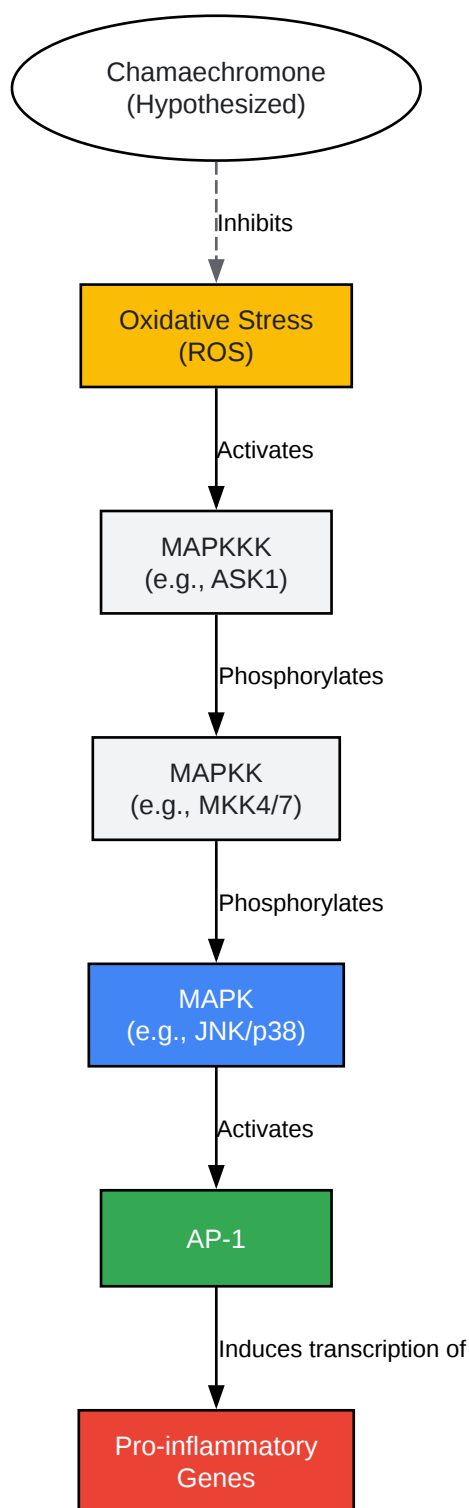 Chamaechromone
(Hypothesized)
Inhibits
Oxidative Stress
(ROS)
Activates
MAPKKK
(e.g., ASK1)
Phosphorylates
MAPKK
(e.g., MKK4/7)
Phosphorylates
MAPK
(e.g., JNK/p38)
Activates
AP-1
Induces transcription of
Pro-inflammatory
Genes